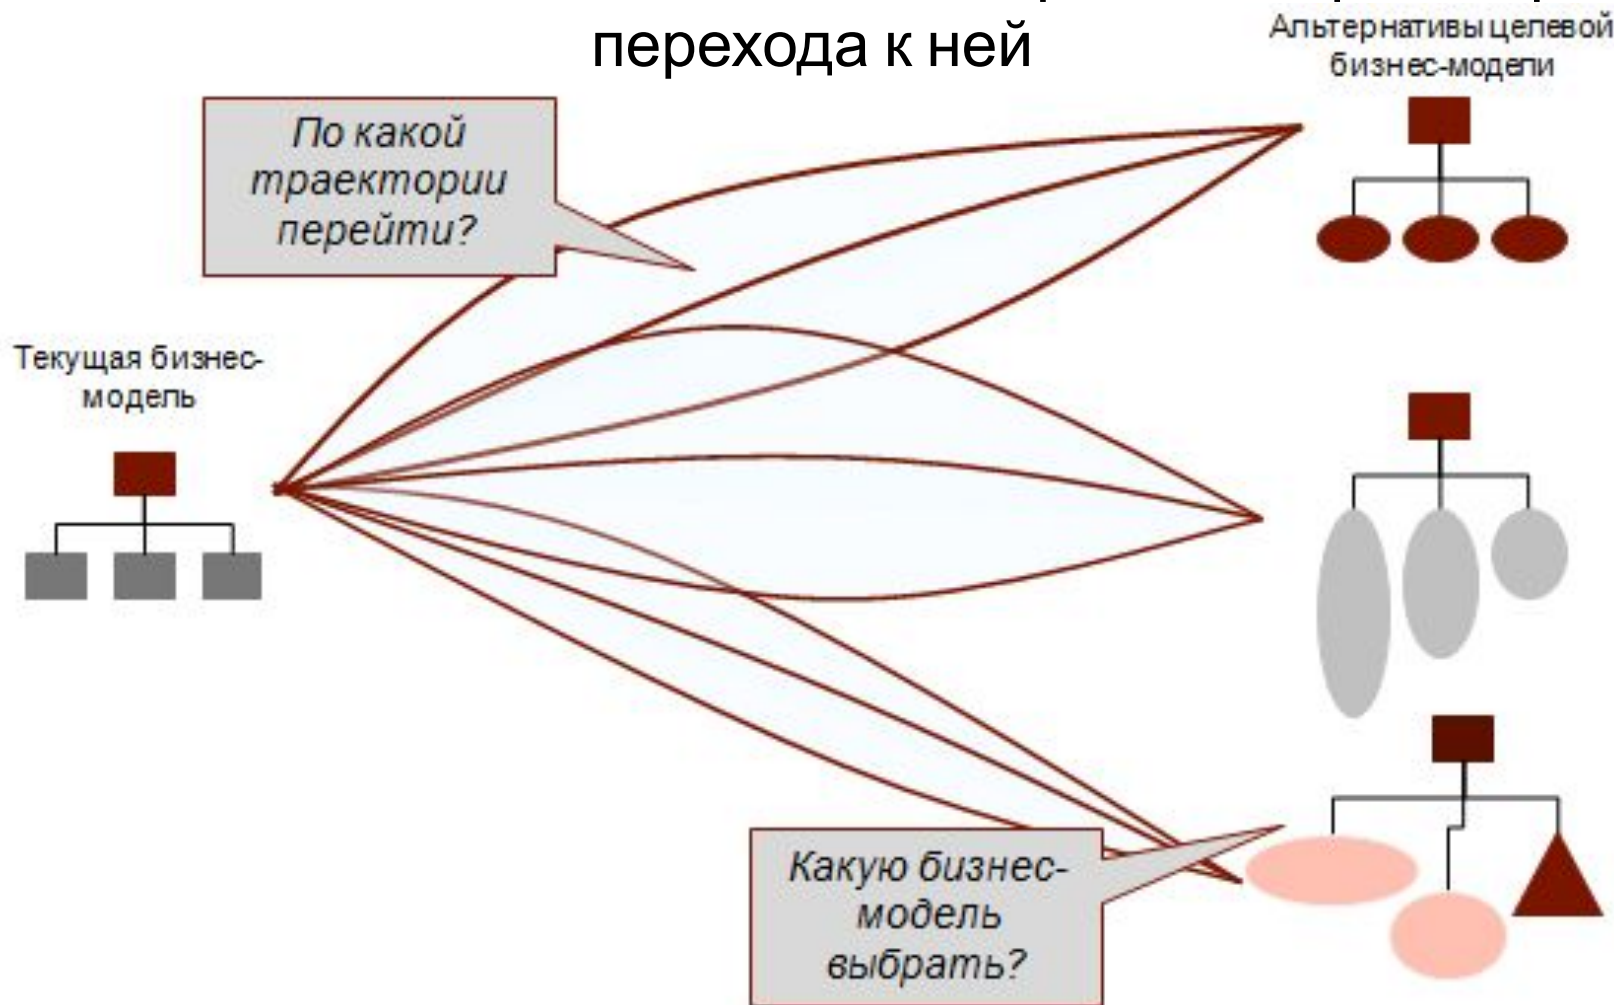 перехода к ней
Альтернативы целевой
бизнес-модели
По какой
траектории
перейти?
Текущая бизнес-
модель
Какую бизнес-
модель
выбрать?